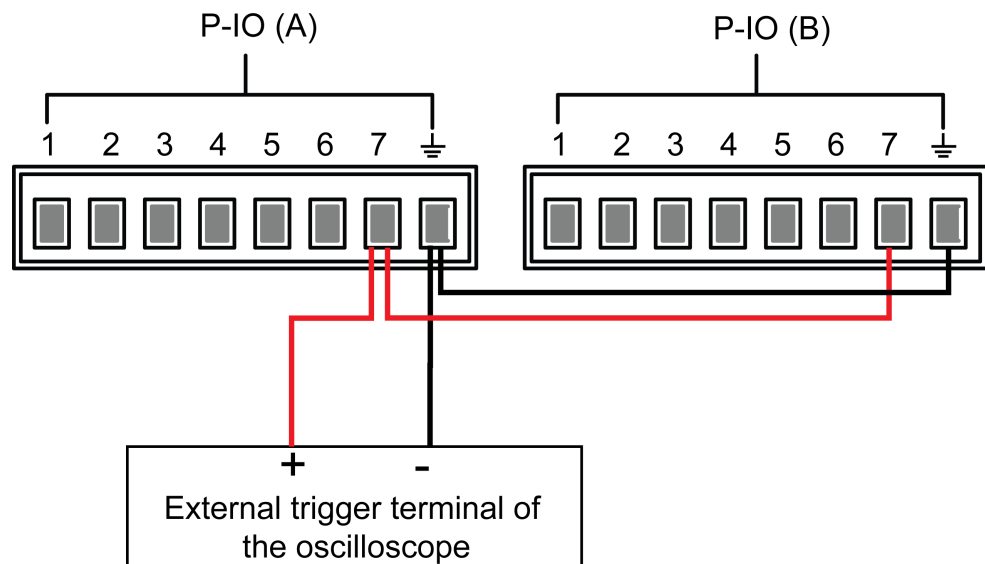 P-IO (A)
P-IO (B)
1 2 3 4 5 6 7
1 2 3 4 5 6 7
+ -
External trigger terminal of
the oscilloscope